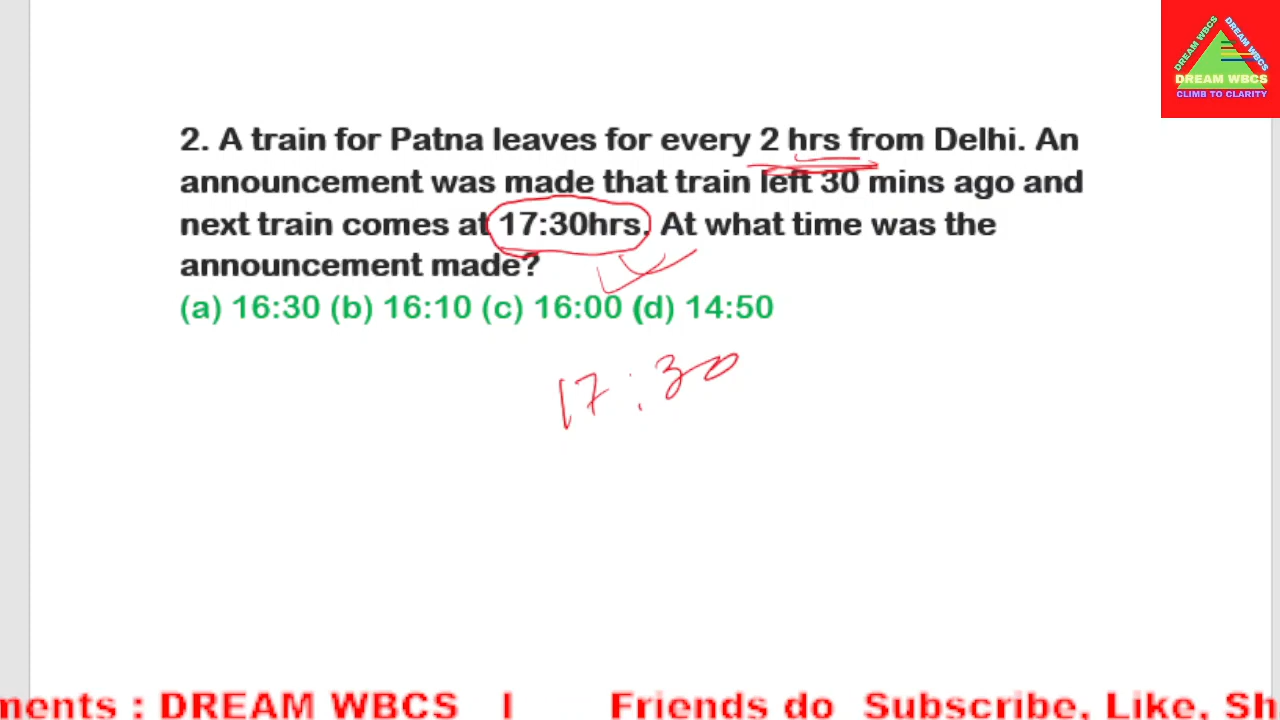 DREAM WBCS
DREAM WBCS
DREAM WBCS
CLIMB TO CLARITY
2. A train for Patna leaves for every 2 hrs from Delhi. An
announcement was made that train left 30 mins ago and
next train comes at 17:30hrs. At what time was the
announcement made?
(a) 16:30 (b) 16:10 (c) 16:00 (d) 14:50
17:30
ments : DREAM WBCS I Friends do Subscribe, Like, Sh